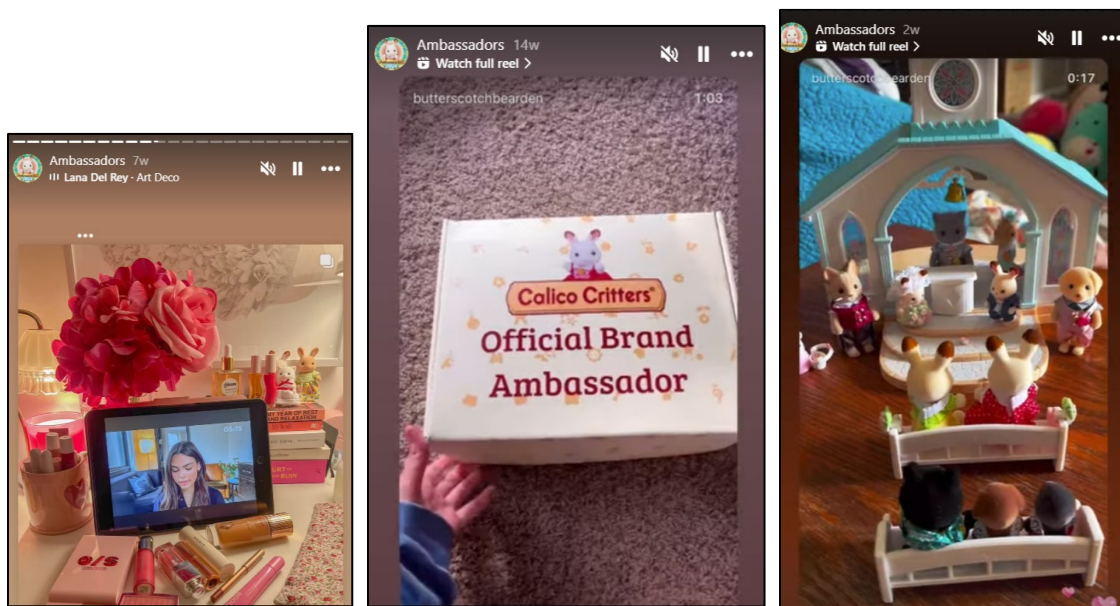 Ambassadors 7w
Lana Del Rey · Art Deco
e/s
Ambassadors 14w
Watch full reel >
butterscotchbearden
1:03
Calico Critters®
Official Brand
Ambassador
Ambassadors 2w
Watch full reel >
butterscotchbearden
0:17